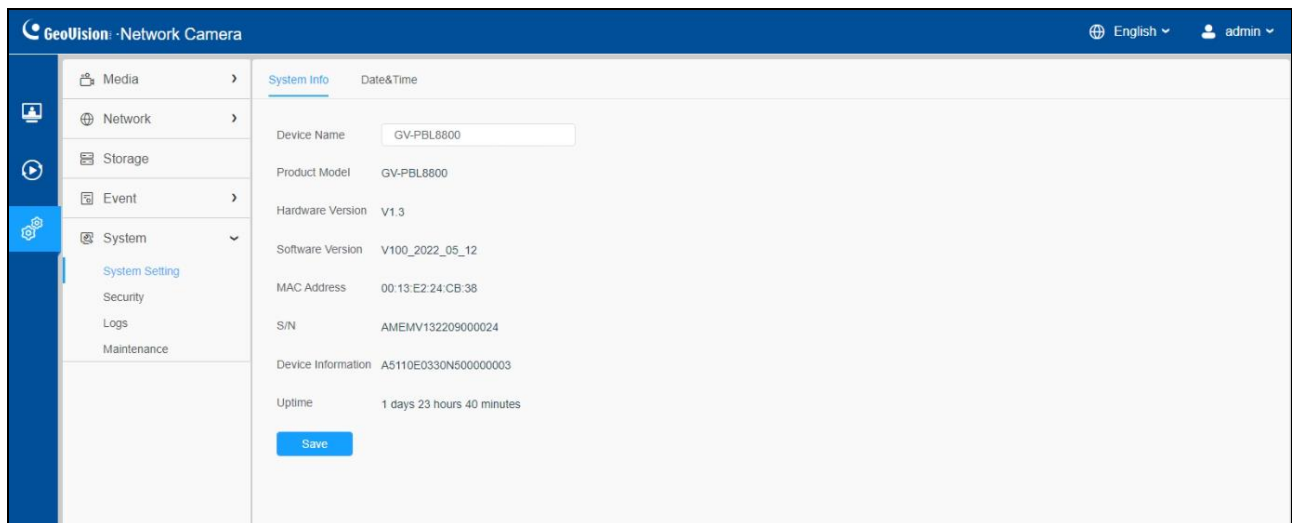 GeoVision Network Camera
English
admin
Media
Network
Storage
Event
System
System Setting
Security
Logs
Maintenance
System Info Date&Time
Device Name GV-PBL8800
Product Model GV-PBL8800
Hardware Version V1.3
Software Version V100_2022_05_12
MAC Address 00:13:E2:24:CB:38
S/N AMEMV132209000024
Device Information A5110E0330N500000003
Uptime 1 days 23 hours 40 minutes
Save